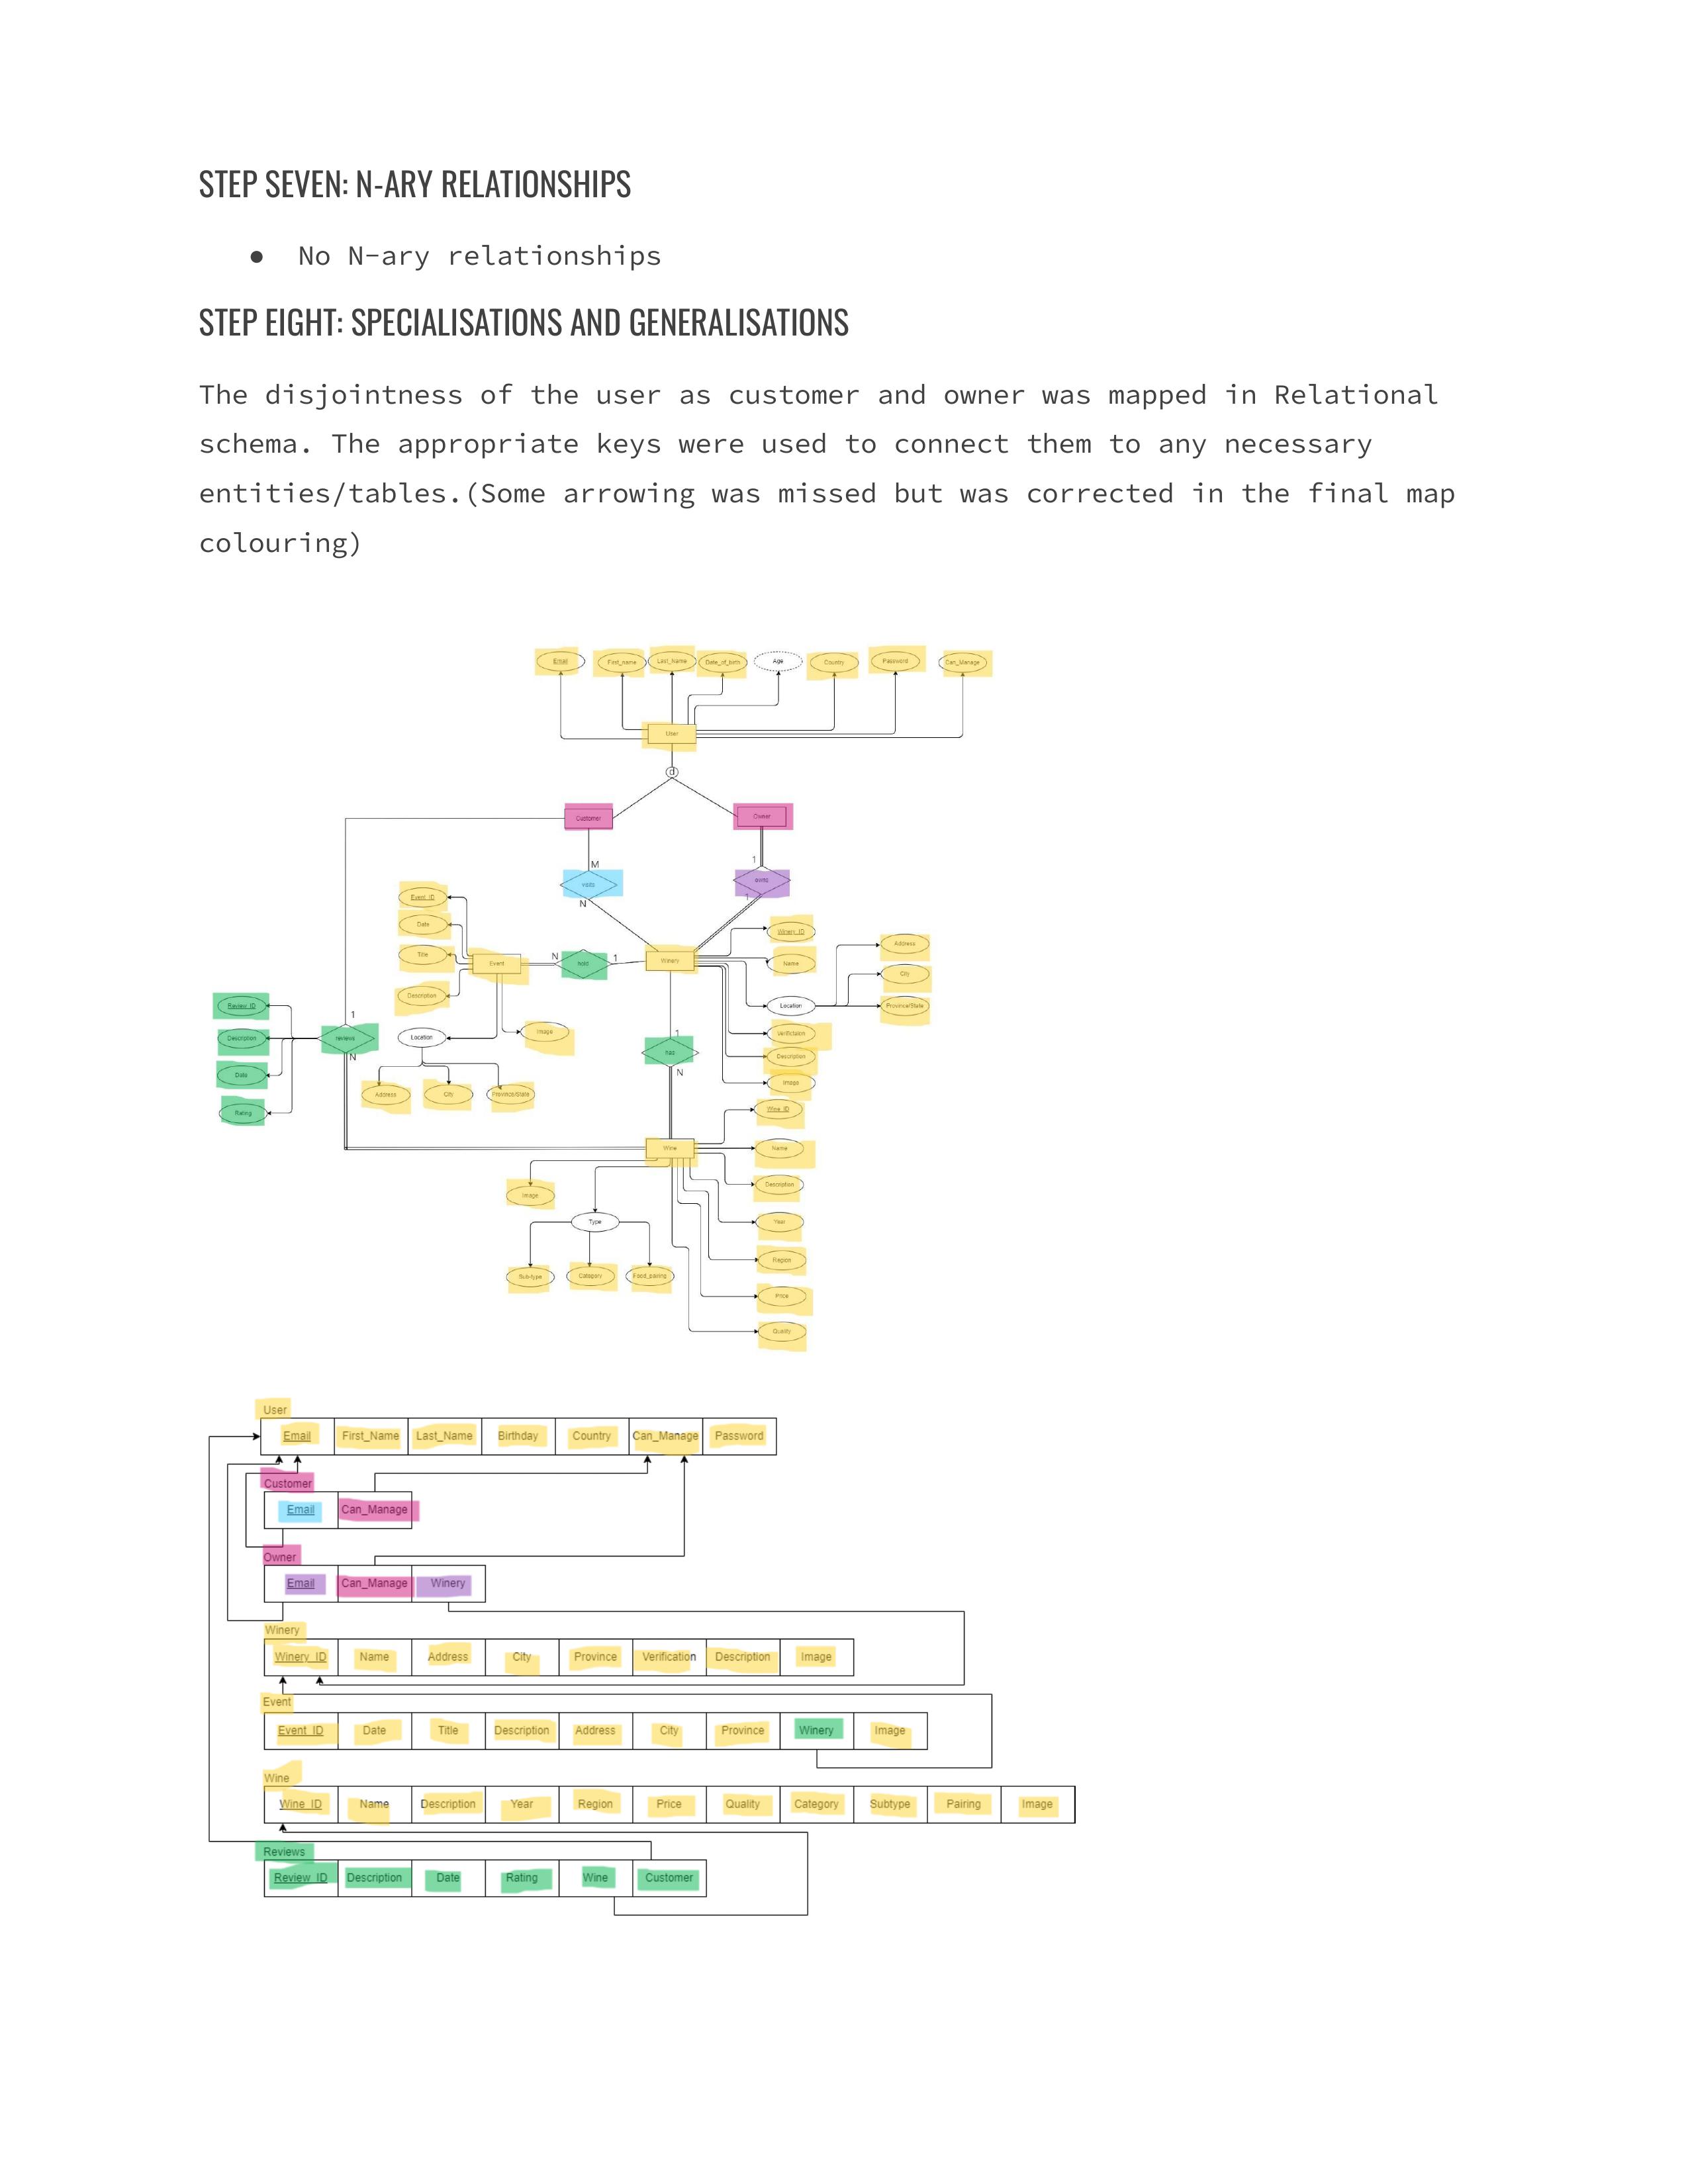 STEP SEVEN: N-ARY RELATIONSHIPS
● No N-ary relationships
STEP EIGHT: SPECIALISATIONS AND GENERALISATIONS
The disjointness of the user as customer and owner was mapped in Relational
schema. The appropriate keys were used to connect them to any necessary
entities/tables.(Some arrowing was missed but was corrected in the final map
colouring)
Email First_name Last_Name Date_of_birth Age Country Password Can_Manage
User
d
Customer Owner
M 1
visits owns
N 1
Event_ID
Date
Title
Description
Event
N hold 1
Winery
Winery_ID
Name
Location
Address
City
Province/State
Verification
Description
Image
Location
Image
Address City Province/State
1
reviews
N
Review_ID
Description
Date
Rating
1
has
N
Wine
Wine_ID
Name
Description
Year
Region
Price
Quality
Image
Type
Sub-type Category Food_pairing
User
Email First_Name Last_Name Birthday Country Can_Manage Password
Customer
Email Can_Manage
Owner
Email Can_Manage Winery
Winery
Winery_ID Name Address City Province Verification Description Image
Event
Event_ID Date Title Description Address City Province Winery Image
Wine
Wine_ID Name Description Year Region Price Quality Category Subtype Pairing Image
Reviews
Review_ID Description Date Rating Wine Customer